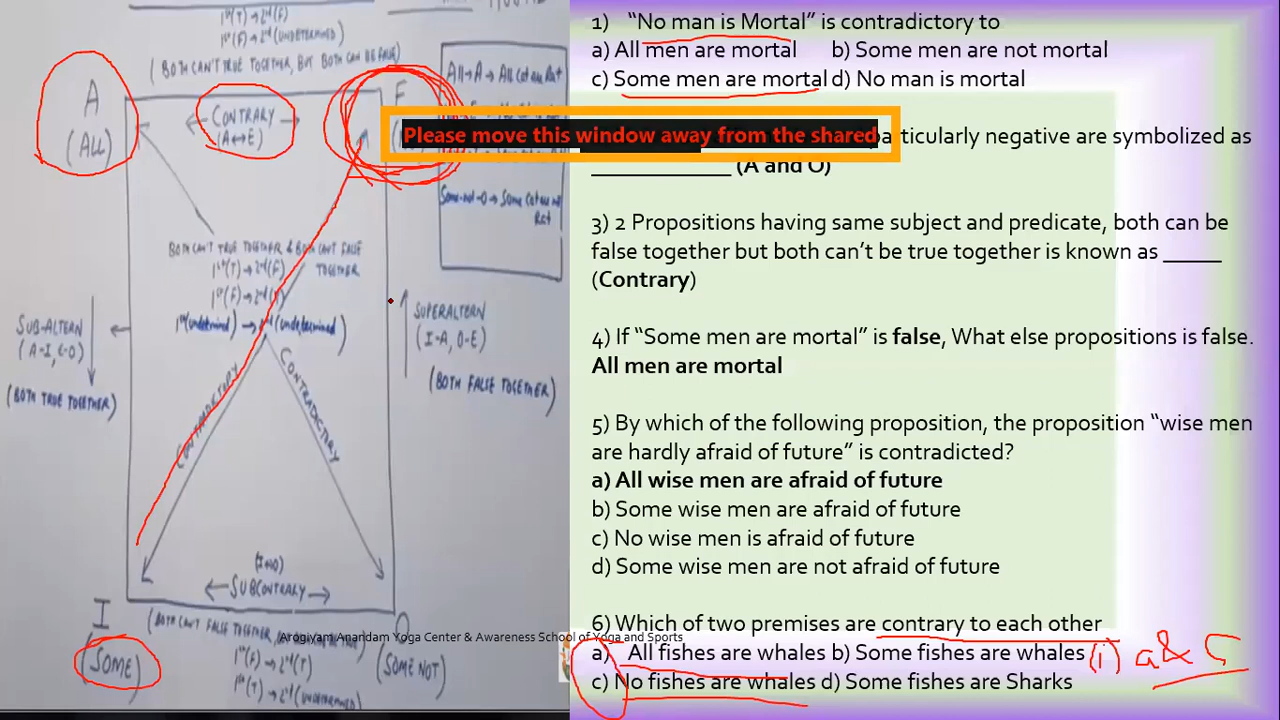 1st(T)→2nd(F)
1st(F)→2nd(UNDETERMINED)
(BOTH CAN'T TRUE TOGETHER, BUT BOTH CAN BE FALSE)
A
(ALL)
CONTRARY
(A↔E)
E
All→A→All Cat are Rat
Some-not-O→Some Cat are not
Rat
BOTH CAN'T TRUE TOGETHER & BOTH CAN'T FALSE
TOGETHER
1st(T)→2nd(F)
1st(F)→2nd(T)
1st(undetermined)→2nd(undetermined)
SUB-ALTERN
(A-I, E-O)
(BOTH TRUE TOGETHER)
SUPERALTERN
(I-A, O-E)
(BOTH FALSE TOGETHER)
CONTRADICTORY
CONTRADICTORY
(I↔O)
SUBCONTRARY
I
(SOME)
O
(SOME NOT)
(BOTH CAN'T FALSE TOGETHER,
1st(F)→2nd(T)
1st(T)→2nd(UNDETERMINED)
Arogiyam Anandam Yoga Center & Awareness School of Yoga and Sports
1) “No man is Mortal” is contradictory to
a) All men are mortal b) Some men are not mortal
c) Some men are mortal d) No man is mortal
Please move this window away from the shared
particularly negative are symbolized as
____________ (A and O)
3) 2 Propositions having same subject and predicate, both can be
false together but both can’t be true together is known as _____
(Contrary)
4) If “Some men are mortal” is false, What else propositions is false.
All men are mortal
5) By which of the following proposition, the proposition “wise men
are hardly afraid of future” is contradicted?
a) All wise men are afraid of future
b) Some wise men are afraid of future
c) No wise men is afraid of future
d) Some wise men are not afraid of future
6) Which of two premises are contrary to each other
a) All fishes are whales b) Some fishes are whales (i) a &
c) No fishes are whales d) Some fishes are Sharks